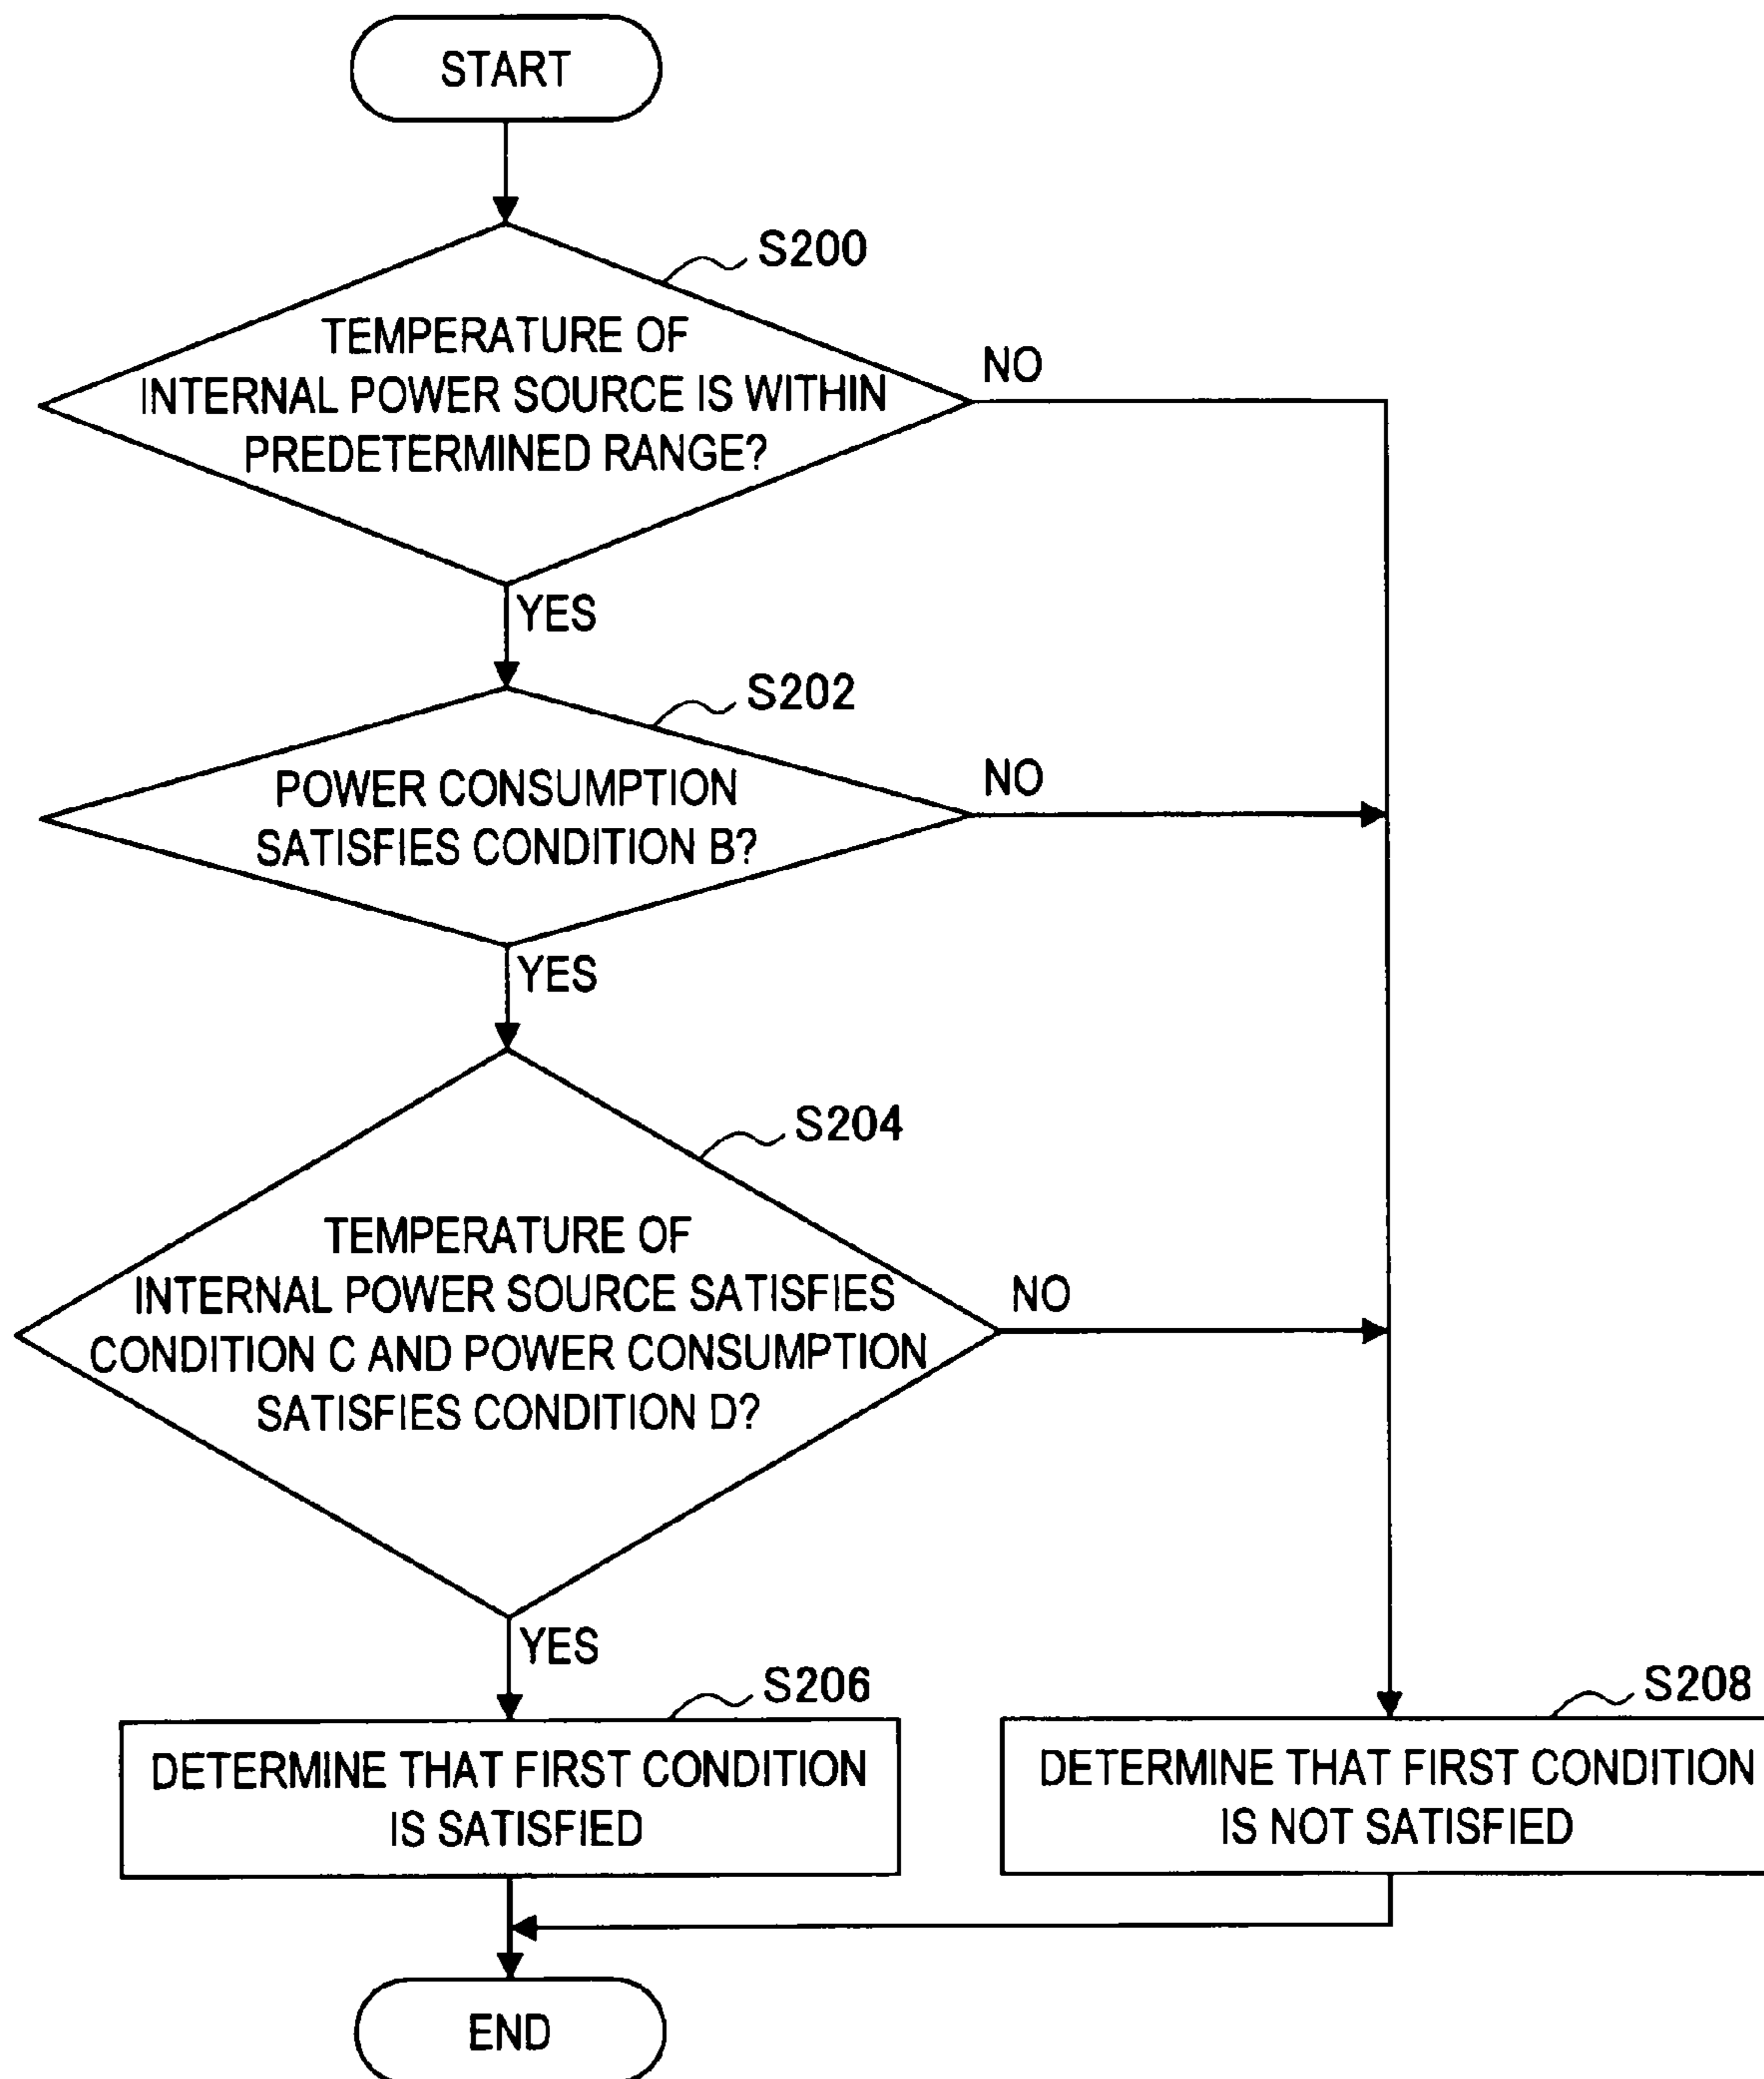 START
S200
TEMPERATURE OF
INTERNAL POWER SOURCE IS WITHIN
PREDETERMINED RANGE?
NO
YES
S202
POWER CONSUMPTION
SATISFIES CONDITION B?
NO
YES
S204
TEMPERATURE OF
INTERNAL POWER SOURCE SATISFIES
CONDITION C AND POWER CONSUMPTION
SATISFIES CONDITION D?
NO
YES
S206
DETERMINE THAT FIRST CONDITION
IS SATISFIED
S208
DETERMINE THAT FIRST CONDITION
IS NOT SATISFIED
END